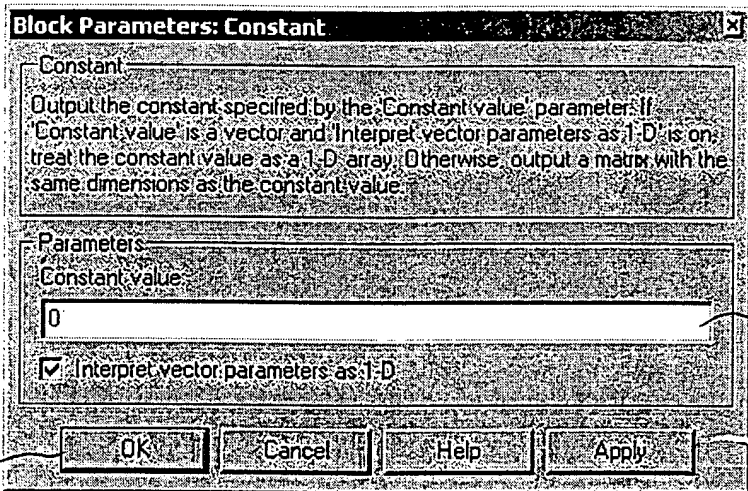 Block Parameters: Constant
Constant
Output the constant specified by the 'Constant value' parameter. If
'Constant value' is a vector and 'Interpret vector parameters as 1-D' is on,
treat the constant value as a 1-D array. Otherwise, output a matrix with the
same dimensions as the constant value.
Parameters
Constant value:
0
Interpret vector parameters as 1-D
OK Cancel Help Apply